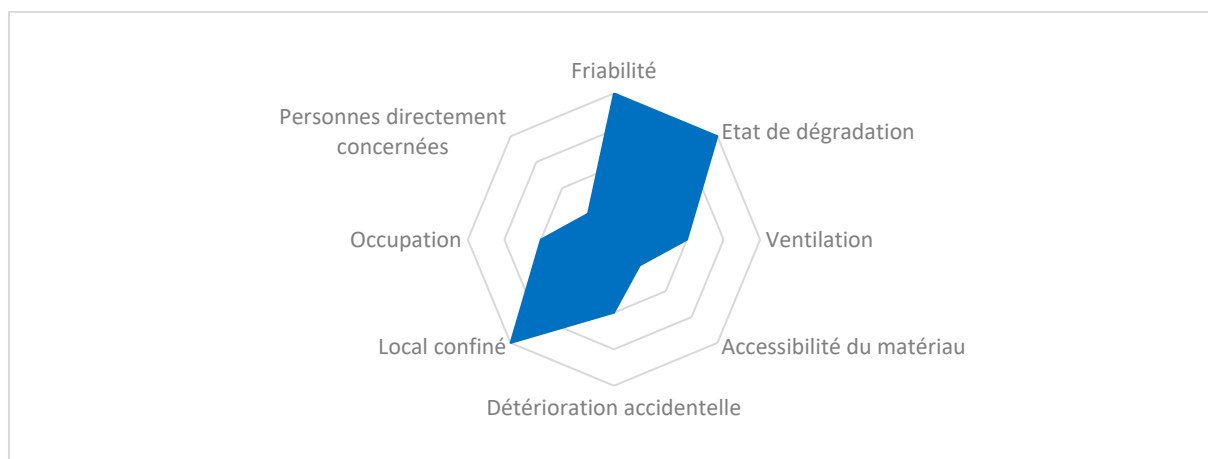 Friabilité
Personnes directement
concernées
Etat de dégradation
Occupation
Ventilation
Local confiné
Accessibilité du matériau
Détérioration accidentelle